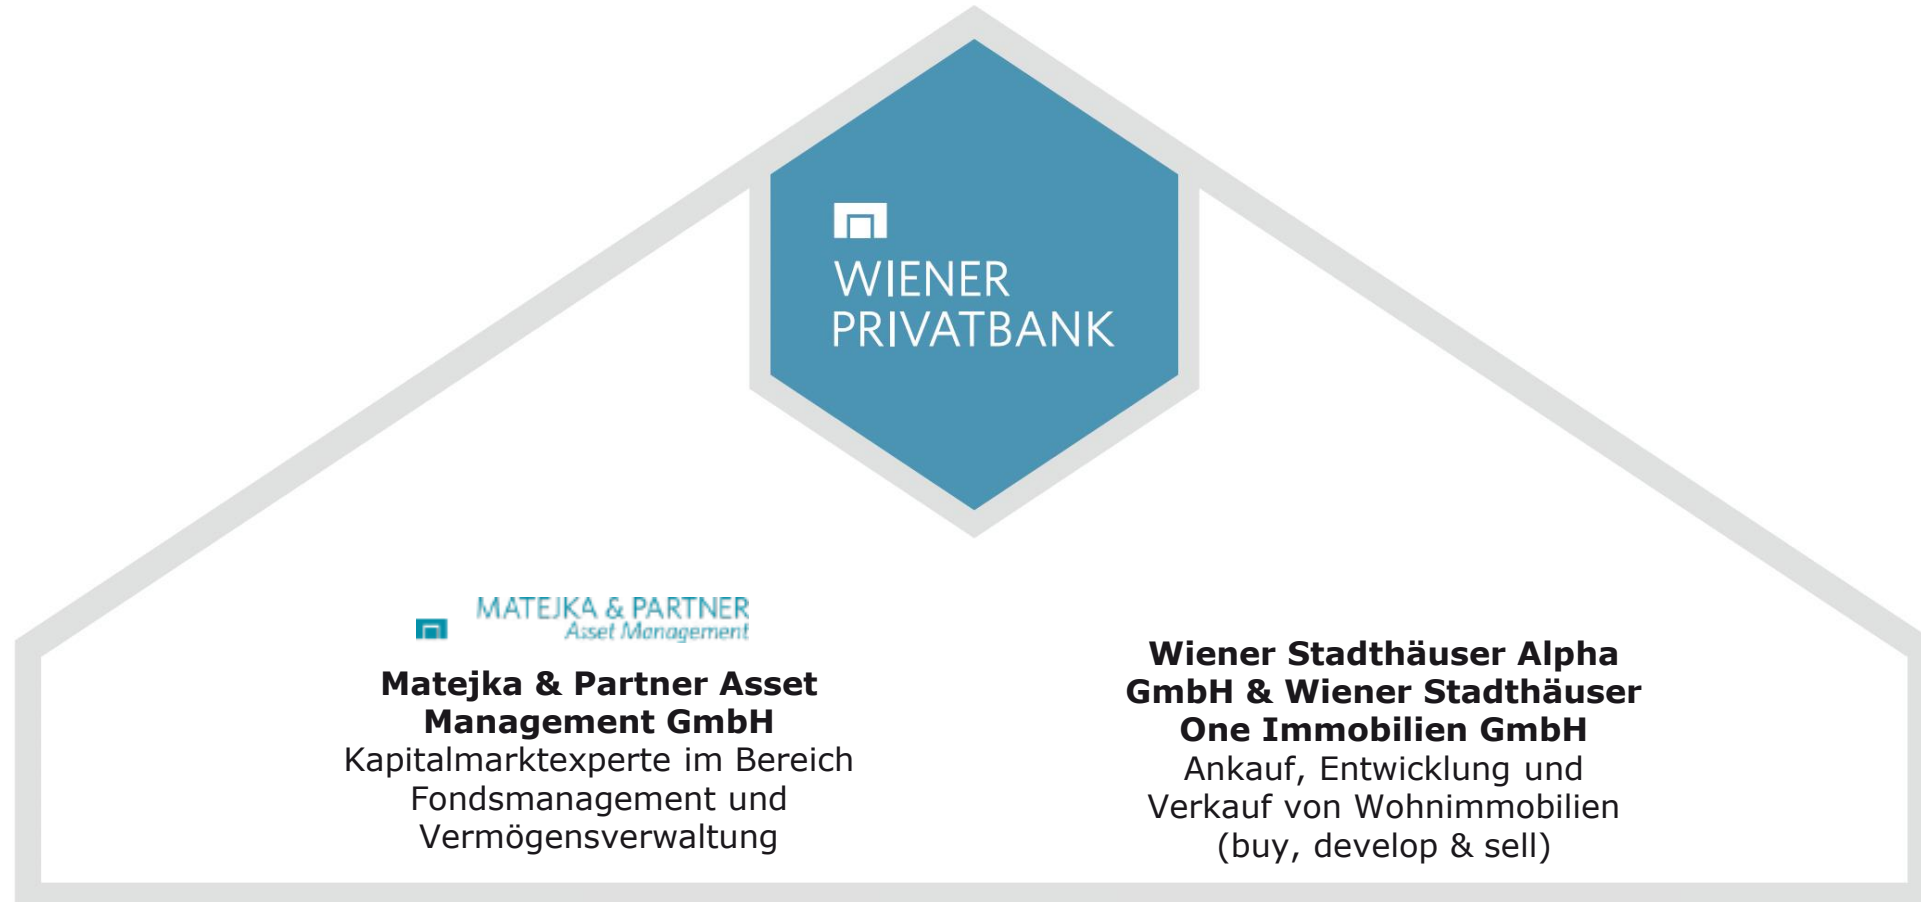 WIENER
PRIVATBANK
MATEJKA & PARTNER
Asset Management
Matejka & Partner Asset
Management GmbH
Kapitalmarktexperte im Bereich
Fondsmanagement und
Vermögensverwaltung
Wiener Stadthäuser Alpha
GmbH & Wiener Stadthäuser
One Immobilien GmbH
Ankauf, Entwicklung und
Verkauf von Wohnimmobilien
(buy, develop & sell)